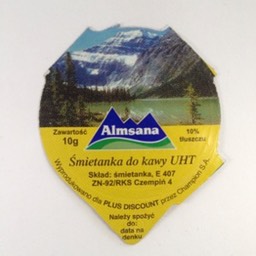 Almsana
Zawartość
10g
10%
tłuszczu
Śmietanka do kawy UHT
Skład: śmietanka, E 407
ZN-92/RKS Czempiń 4
Wyprodukowano dla PLUS DISCOUNT przez Champion S.A.
Należy spożyć
do: data na
denku